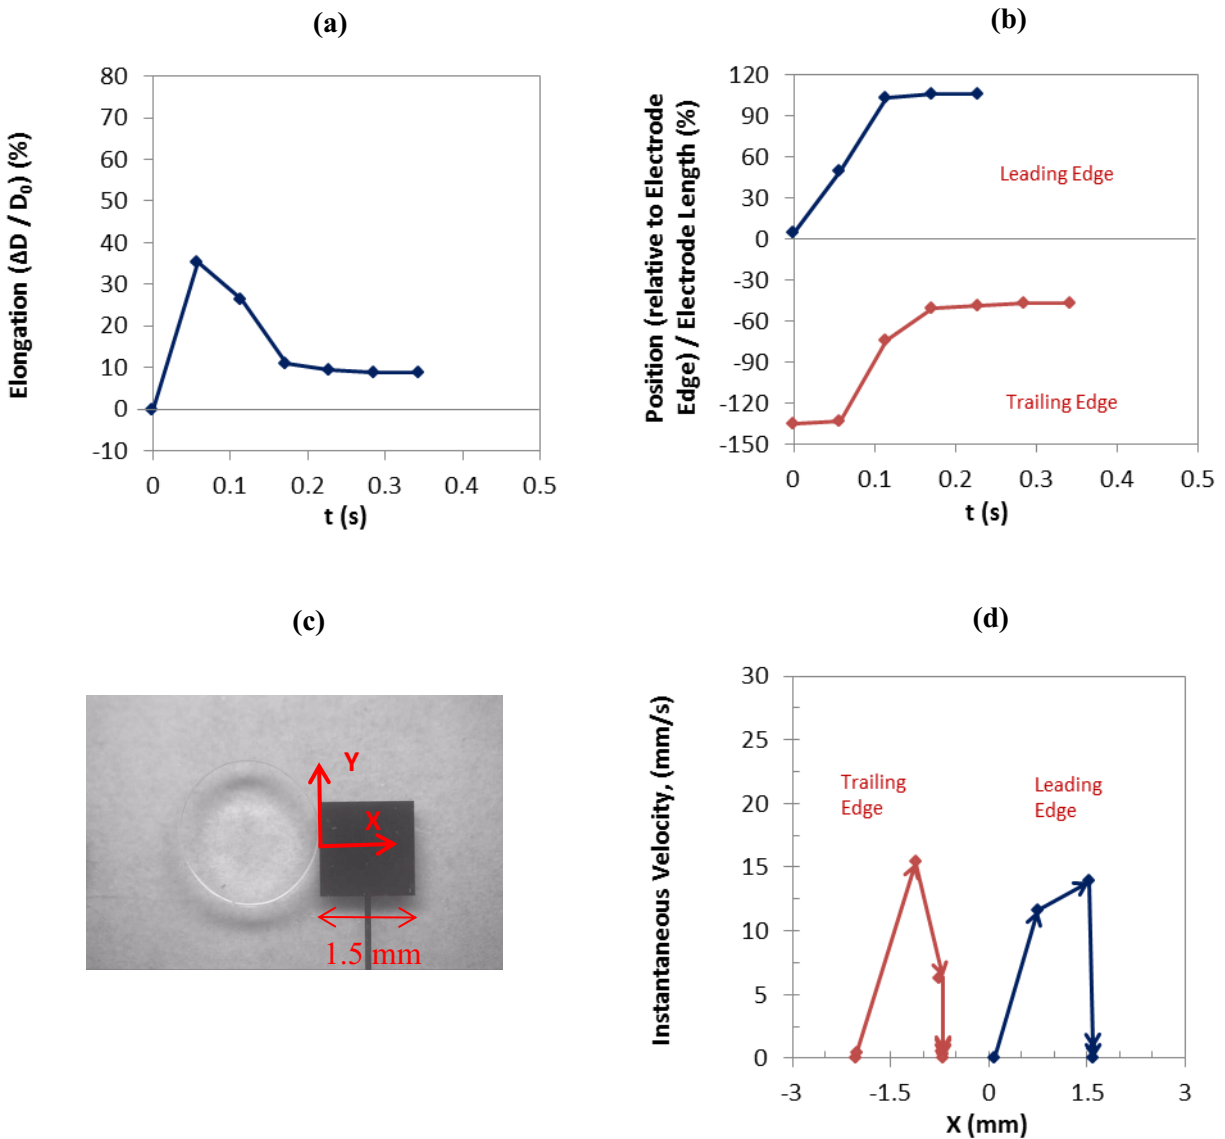 (a)
Elongation (ΔD / D₀) (%)
80
70
60
50
40
30
20
10
0
-10
0 0.1 0.2 0.3 0.4 0.5
t (s)
(b)
Position (relative to Electrode
Edge) / Electrode Length (%)
120
90
60
30
0
-30
-60
-90
-120
-150
Leading Edge
Trailing Edge
0 0.1 0.2 0.3 0.4 0.5
t (s)
(c)
Y
X
1.5 mm
(d)
Instantaneous Velocity, (mm/s)
30
25
20
15
10
5
0
Trailing
Edge
Leading
Edge
-3 -1.5 0 1.5 3
X (mm)